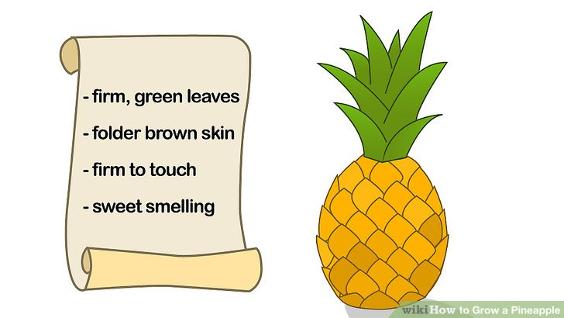 - firm, green leaves
- folder brown skin
- firm to touch
- sweet smelling
wiki How to Grow a Pineapple